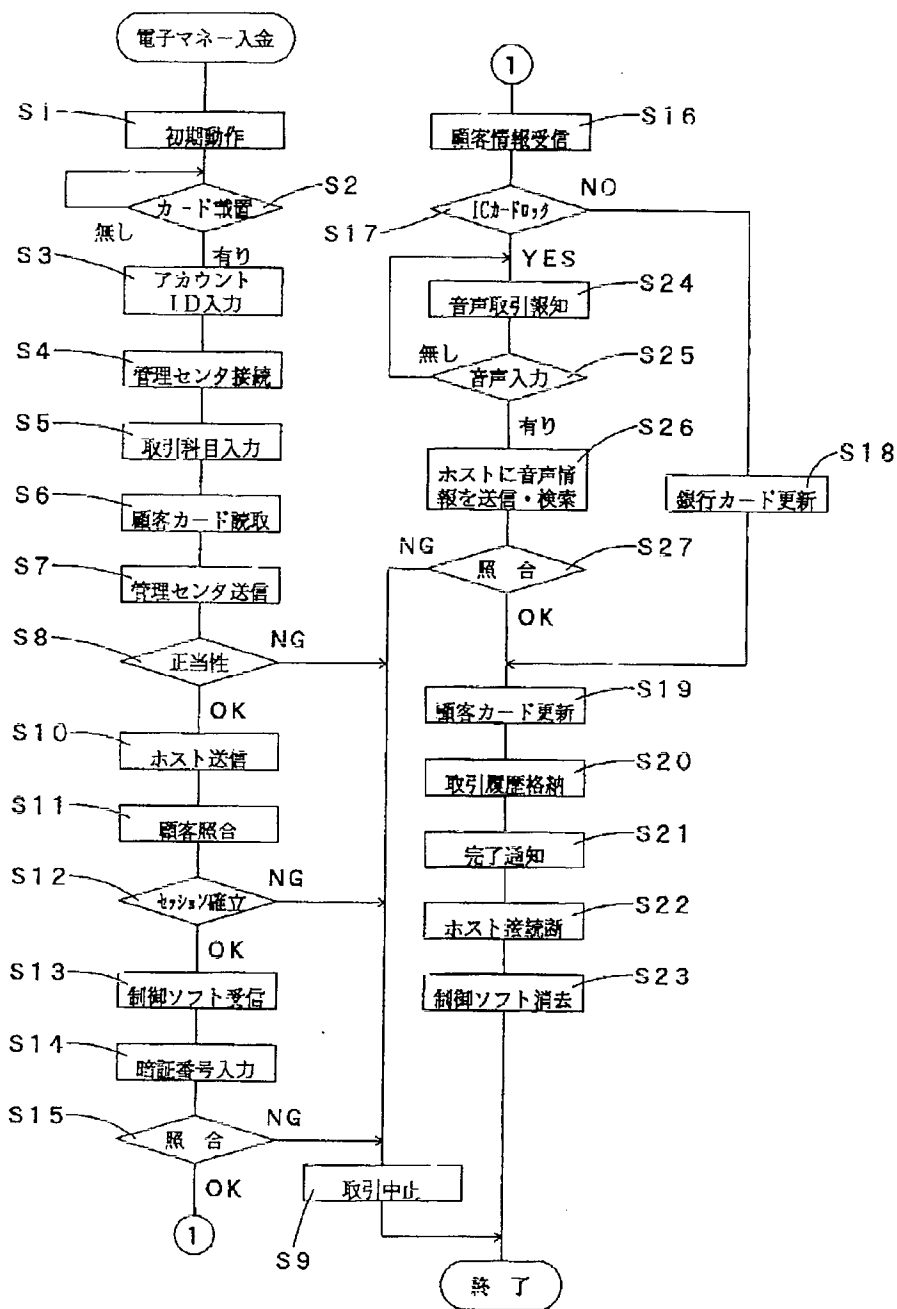 電子マネー入金
S1
初期動作
S2
カード載置
無し
有り
S3
アカウント
ID入力
S4
管理センタ接続
S5
取引科目入力
S6
顧客カード読取
S7
管理センタ送信
S8
正当性
NG
OK
S10
ホスト送信
S11
顧客照合
S12
セッション確立
NG
OK
S13
制御ソフト受信
S14
暗証番号入力
S15
照合
NG
OK
1
取引中止
S9
1
S16
顧客情報受信
S17
ICカードロック
NO
YES
S24
音声取引報知
無し
S25
音声入力
有り
S26
ホストに音声情
報を送信・検索
S18
銀行カード更新
NG
S27
照合
OK
S19
顧客カード更新
S20
取引履歴格納
S21
完了通知
S22
ホスト接続断
S23
制御ソフト消去
終了